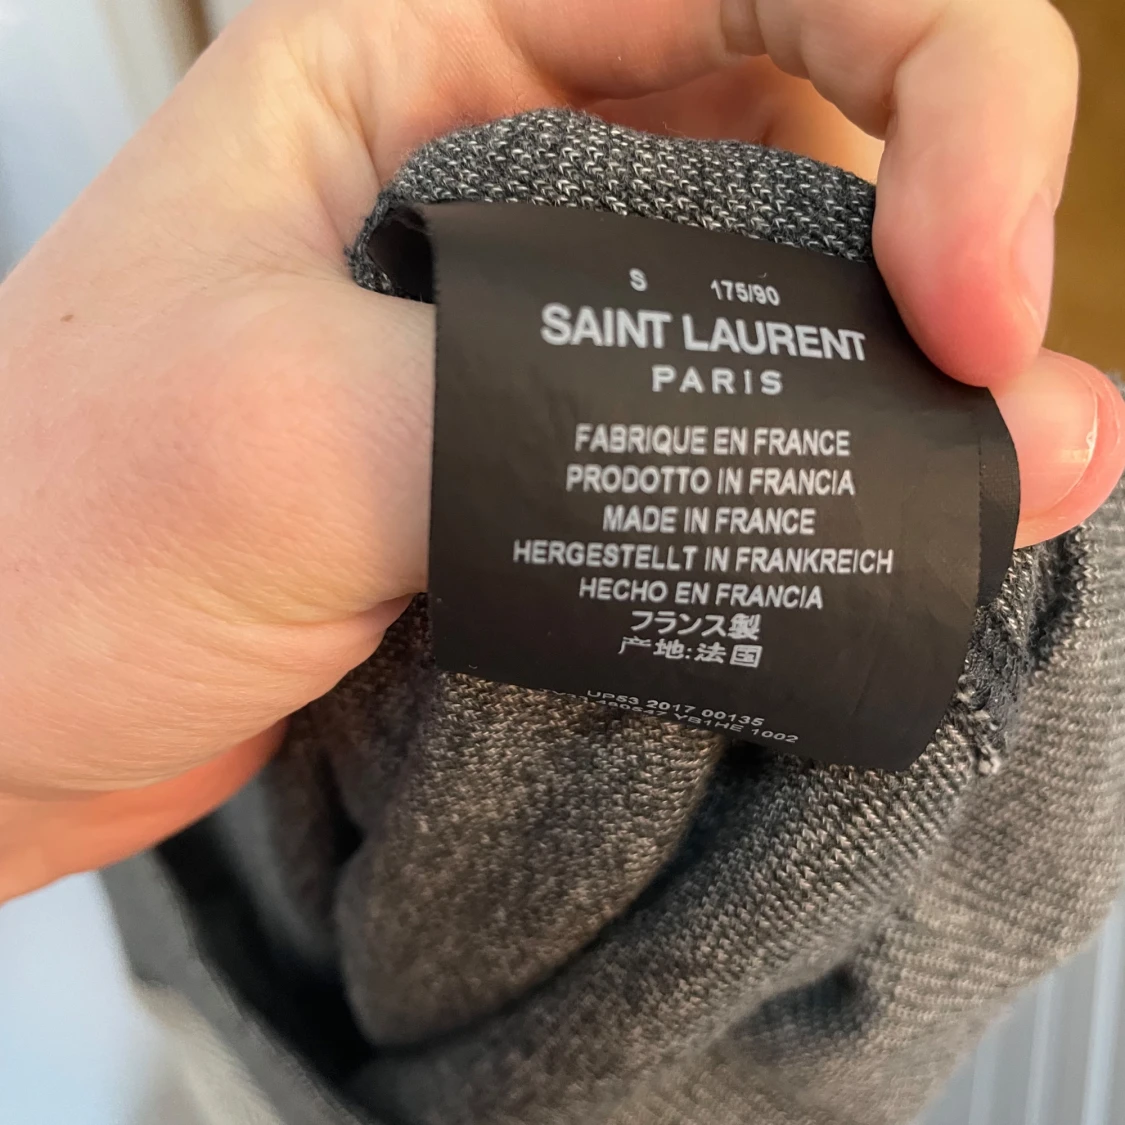 S 175/90
SAINT LAURENT
PARIS
FABRIQUE EN FRANCE
PRODOTTO IN FRANCIA
MADE IN FRANCE
HERGESTELLT IN FRANKREICH
HECHO EN FRANCIA
フランス製
产地:法国
UP53 2017 00135
YB1HE 1002